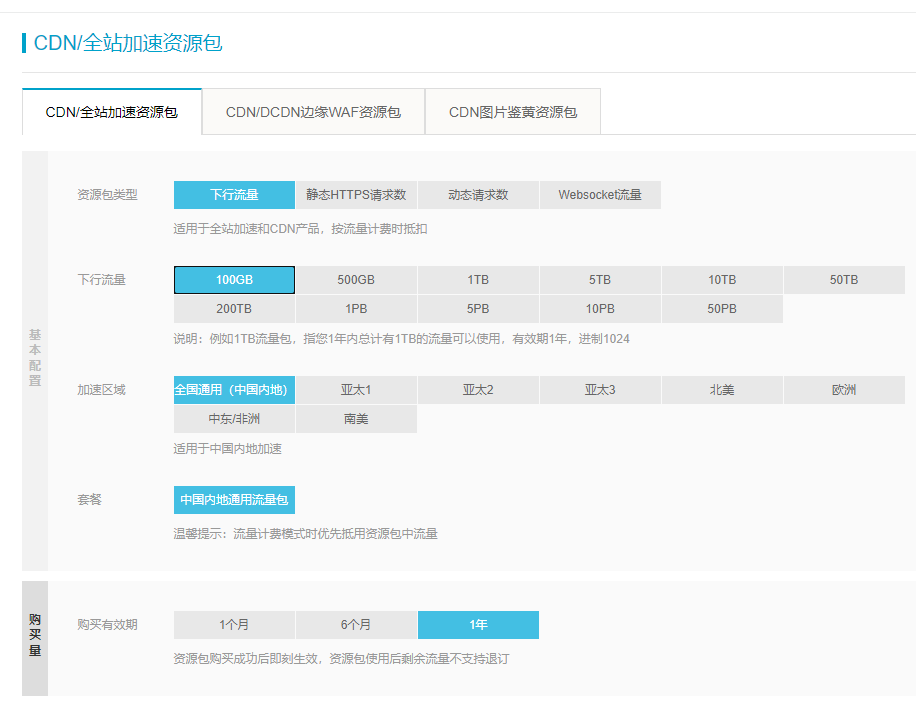 CDN/全站加速资源包
CDN/全站加速资源包 CDN/DCDN边缘WAF资源包 CDN图片鉴黄资源包
基本配置
资源包类型 下行流量 静态HTTPS请求数 动态请求数 Websocket流量
适用于全站加速和CDN产品，按流量计费时抵扣
下行流量 100GB 500GB 1TB 5TB 10TB 50TB
200TB 1PB 5PB 10PB 50PB
说明：例如1TB流量包，指您1年内总计有1TB的流量可以使用，有效期1年，进制1024
加速区域 全国通用（中国内地） 亚太1 亚太2 亚太3 北美 欧洲
中东/非洲 南美
适用于中国内地加速
套餐 中国内地通用流量包
温馨提示：流量计费模式时优先抵用资源包中流量
购买量
购买有效期 1个月 6个月 1年
资源包购买成功后即刻生效，资源包使用后剩余流量不支持退订